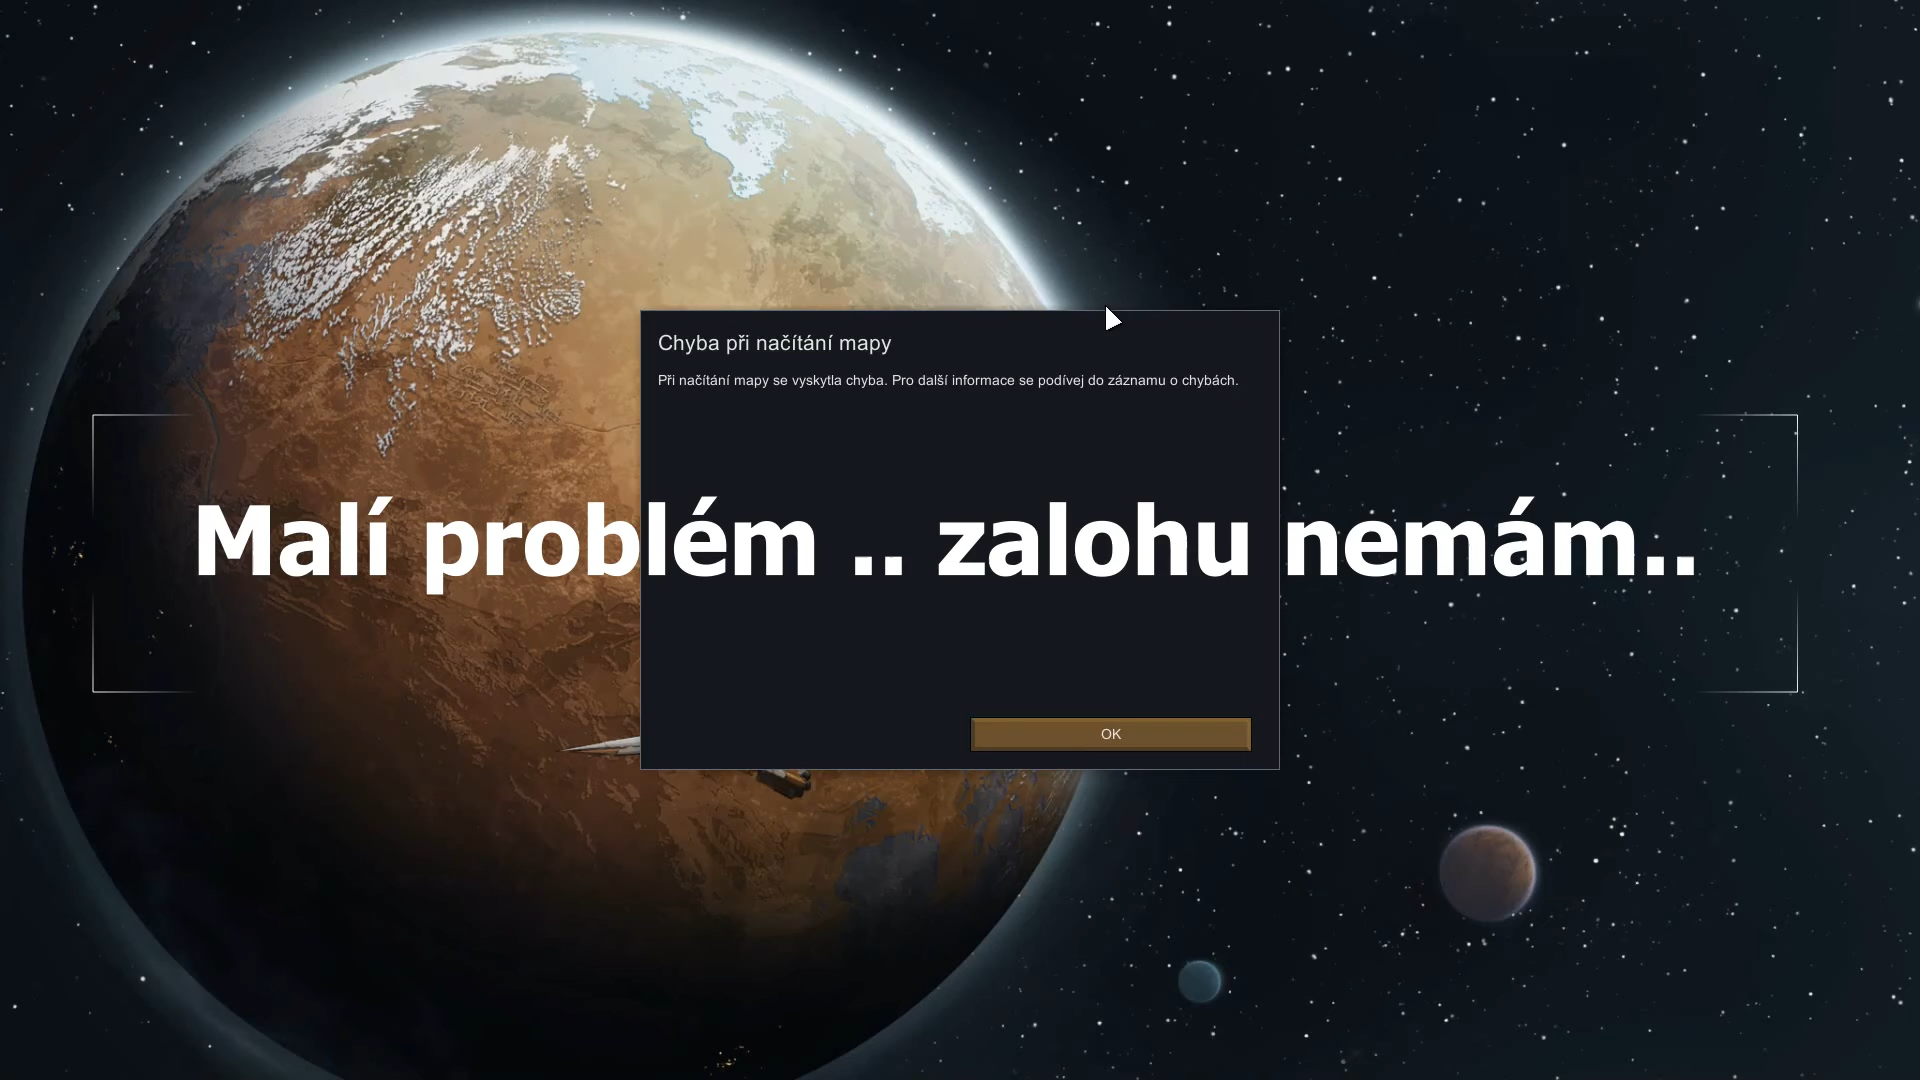 Chyba při načítání mapy
Při načítání mapy se vyskytla chyba. Pro další informace se podívej do záznamu o chybách.
Malí problém .. zalohu nemám..
OK